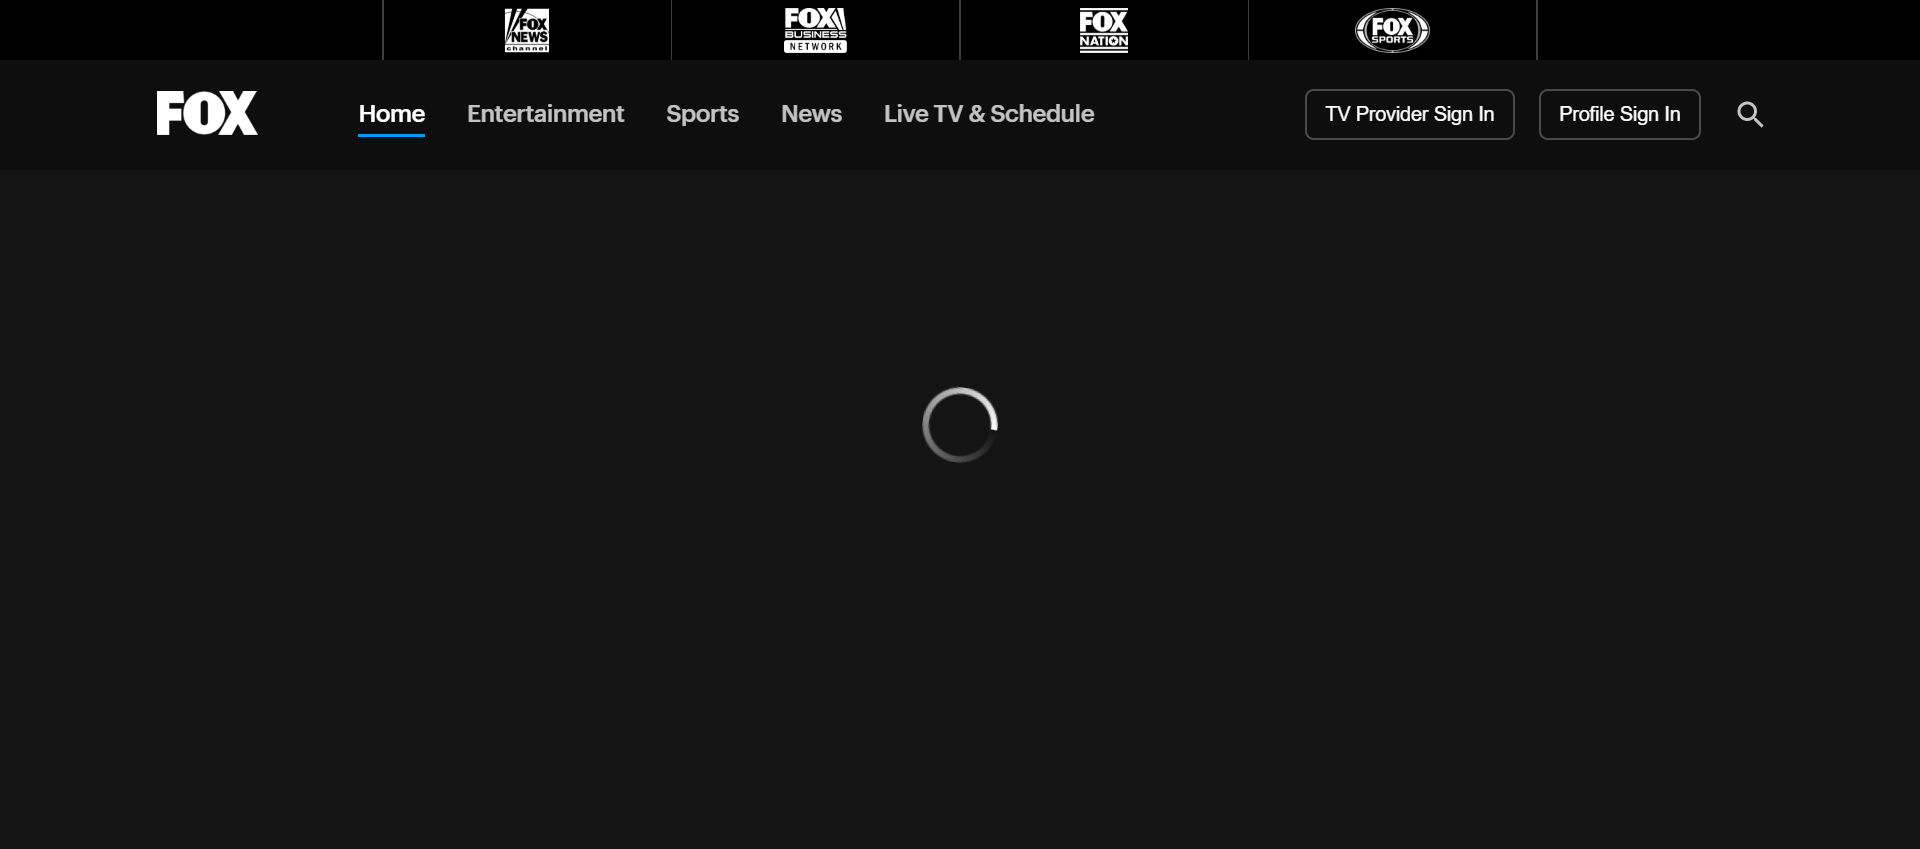 FOX NEWS channel
FOX BUSINESS NETWORK
FOX NATION
FOX SPORTS
FOX Home Entertainment Sports News Live TV & Schedule TV Provider Sign In Profile Sign In